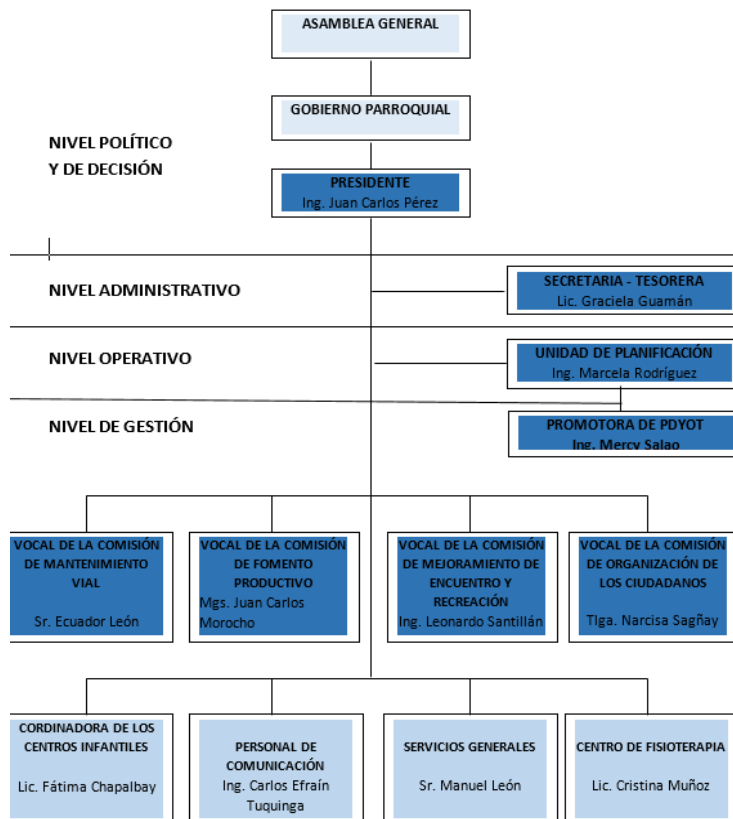 ASAMBLEA GENERAL
GOBIERNO PARROQUIAL
NIVEL POLÍTICO
Y DE DECISIÓN
PRESIDENTE
Ing. Juan Carlos Pérez
NIVEL ADMINISTRATIVO
SECRETARIA - TESORERA
Lic. Graciela Guamán
NIVEL OPERATIVO
UNIDAD DE PLANIFICACIÓN
Ing. Marcela Rodríguez
NIVEL DE GESTIÓN
PROMOTORA DE PDYOT
Ing. Mercy Salao
VOCAL DE LA COMISIÓN
DE MANTENIMIENTO
VIAL
Sr. Ecuador León
VOCAL DE LA COMISIÓN
DE FOMENTO
PRODUCTIVO
Mgs. Juan Carlos
Morocho
VOCAL DE LA COMISIÓN
DE MEJORAMIENTO DE
ENCUENTRO Y
RECREACIÓN
Ing. Leonardo Santillán
VOCAL DE LA COMISIÓN
DE ORGANIZACIÓN DE
LOS CIUDADANOS
Tlga. Narcisa Sagñay
CORDINADORA DE LOS
CENTROS INFANTILES
Lic. Fátima Chapalbay
PERSONAL DE
COMUNICACIÓN
Ing. Carlos Efraín
Tuquinga
SERVICIOS GENERALES
Sr. Manuel León
CENTRO DE FISIOTERAPIA
Lic. Cristina Muñoz